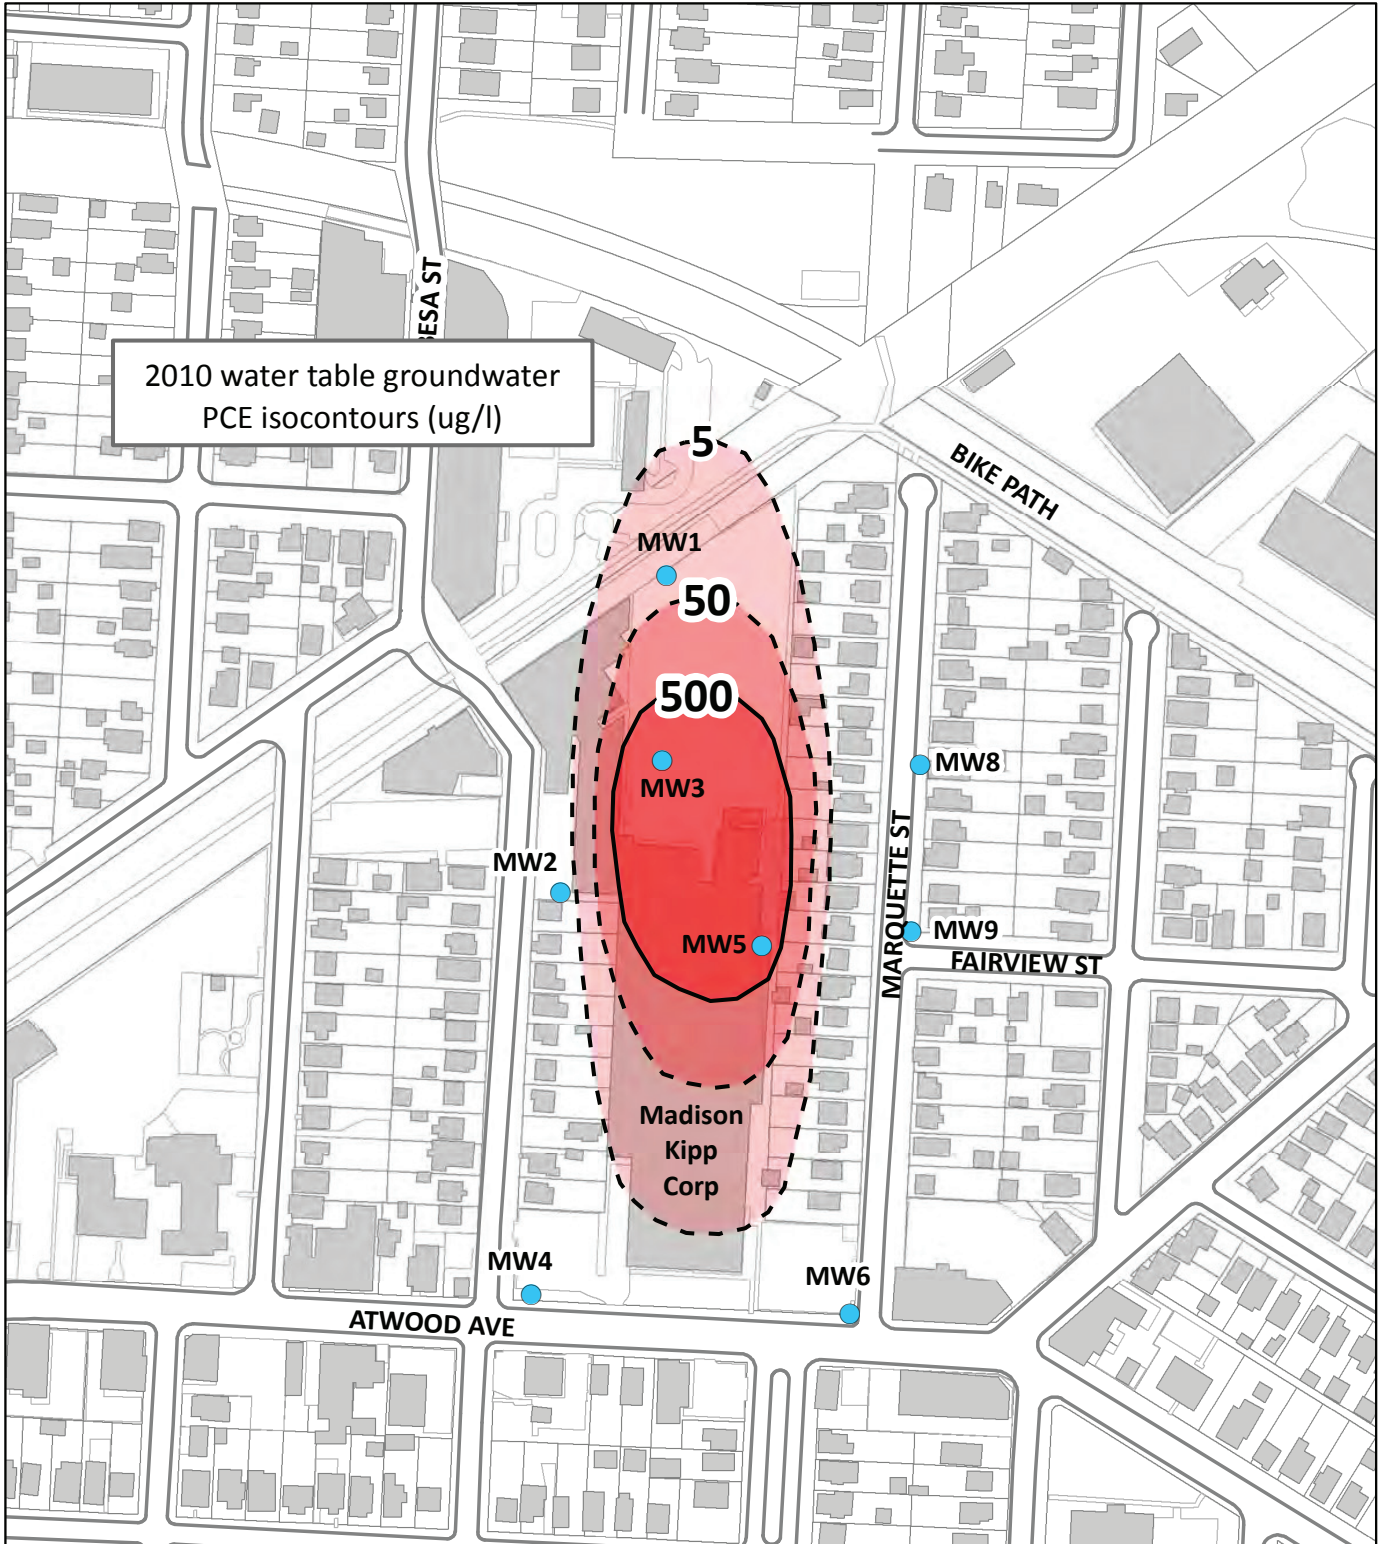 BESA ST
2010 water table groundwater
PCE isocontours (ug/l)
5
BIKE PATH
MW1
50
500
MW3
MW8
MW2
MARQUETTE ST
MW5
MW9
FAIRVIEW ST
Madison
Kipp
Corp
MW4
MW6
ATWOOD AVE